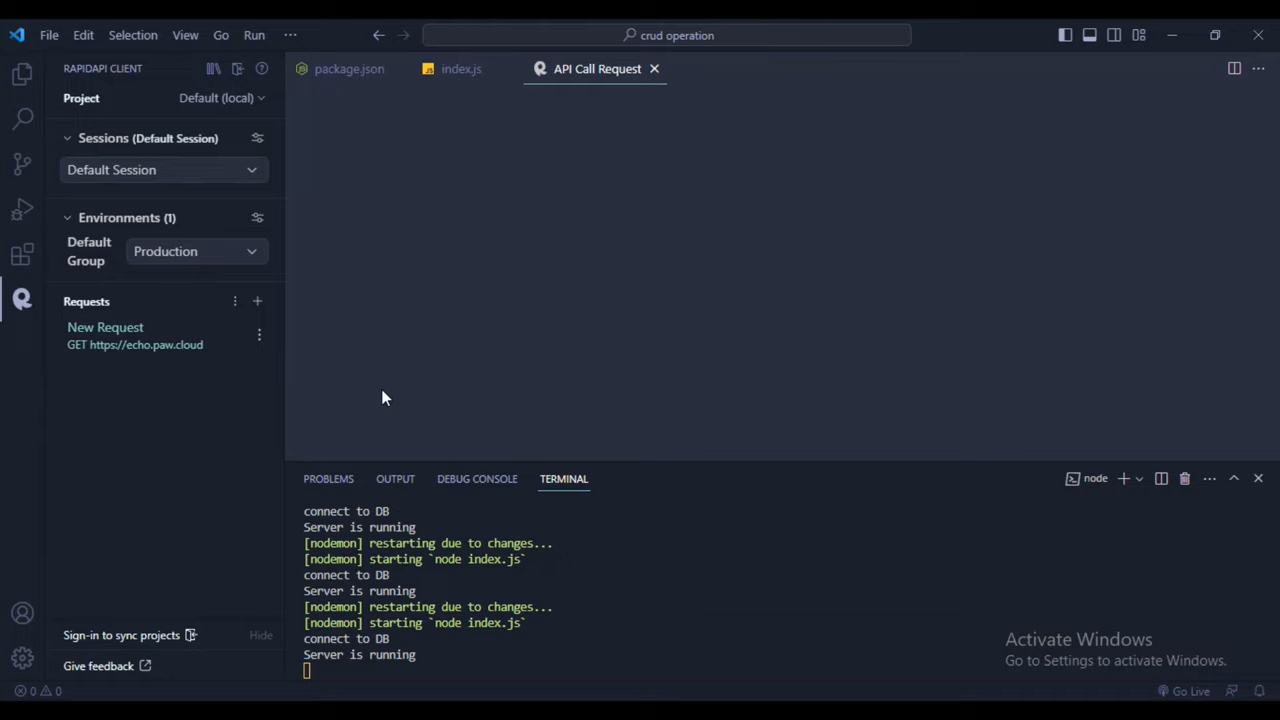 File Edit Selection View Go Run ··· crud operation
RAPIDAPI CLIENT
package.json index.js API Call Request
Project Default (local)
Sessions (Default Session)
Default Session
Environments (1)
Default Group Production
Requests
New Request
GET https://echo.paw.cloud
Sign-in to sync projects Hide
Give feedback
PROBLEMS OUTPUT DEBUG CONSOLE TERMINAL node
connect to DB
Server is running
[nodemon] restarting due to changes...
[nodemon] starting `node index.js`
connect to DB
Server is running
[nodemon] restarting due to changes...
[nodemon] starting `node index.js`
connect to DB
Server is running
Activate Windows
Go to Settings to activate Windows.
0 0 Go Live